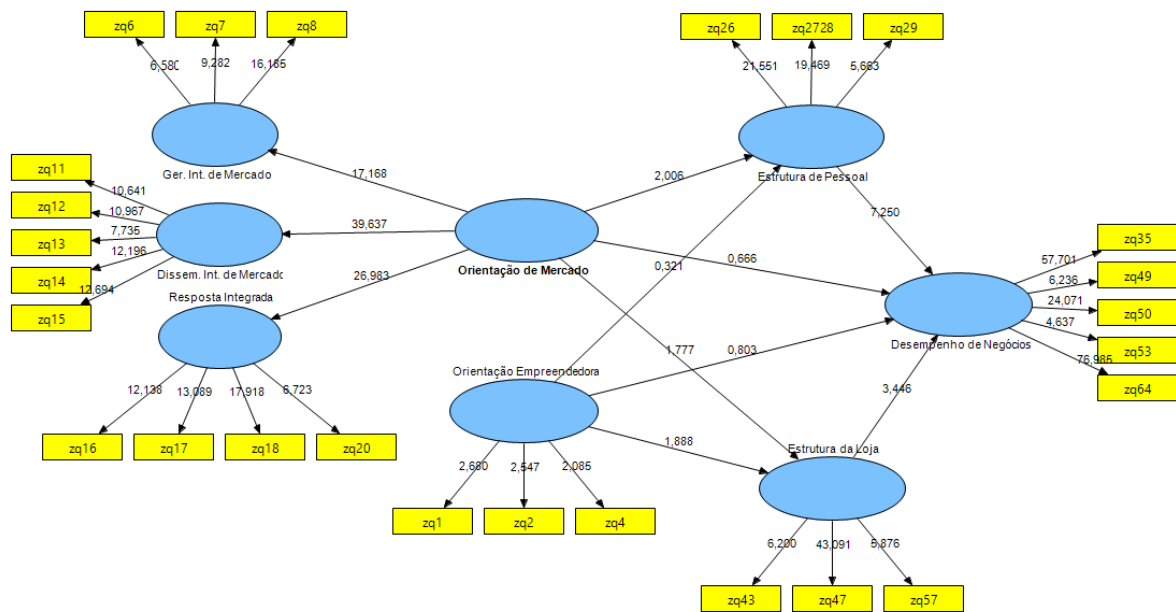 zq6
zq7
zq8
6,580
9,282
16,185
Ger. Int. de Mercado
zq26
zq2728
zq29
21,551
19,469
5,663
Estrutura de Pessoal
17,168
2,006
7,250
zq11
zq12
zq13
zq14
zq15
10,641
10,967
7,735
12,196
12,694
Dissem. Int. de Mercado
39,637
Orientação de Mercado
0,321
0,666
26,983
Resposta Integrada
12,138
13,089
17,918
6,723
zq16
zq17
zq18
zq20
57,701
6,236
24,071
4,637
76,985
zq35
zq49
zq50
zq53
zq64
Desempenho de Negócios
1,777
0,803
3,446
Orientação Empreendedora
1,888
2,680
2,547
2,085
zq1
zq2
zq4
Estrutura da Loja
6,200
43,091
5,876
zq43
zq47
zq57